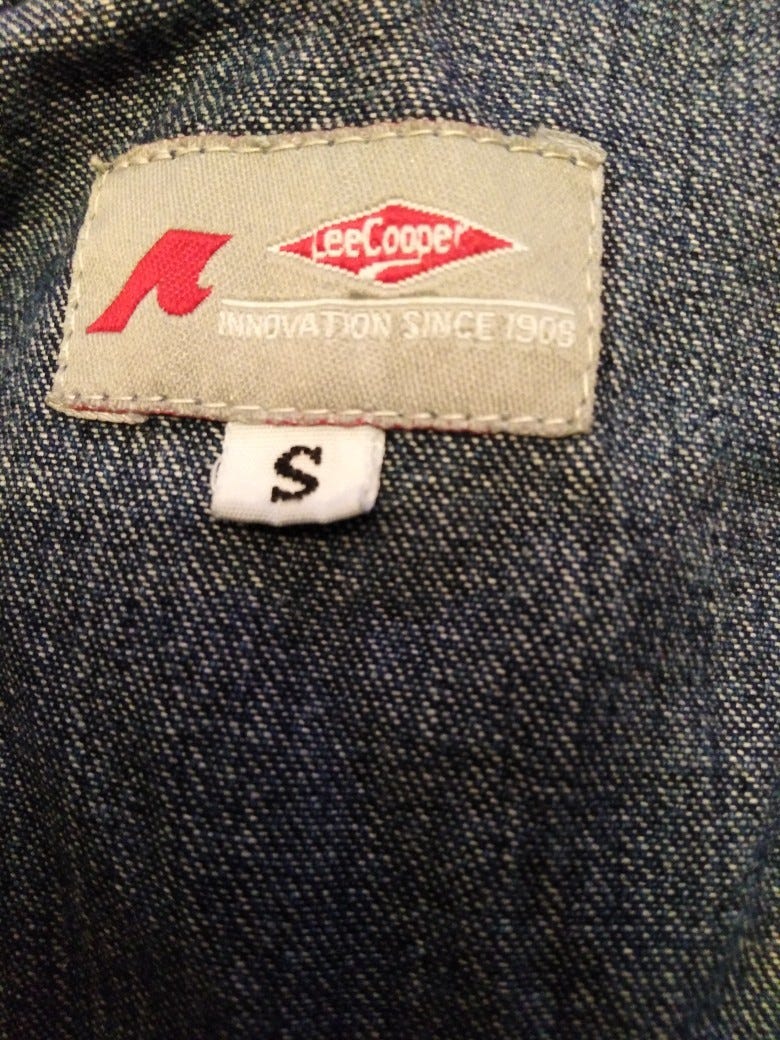 LeeCooper
INNOVATION SINCE 1908
S